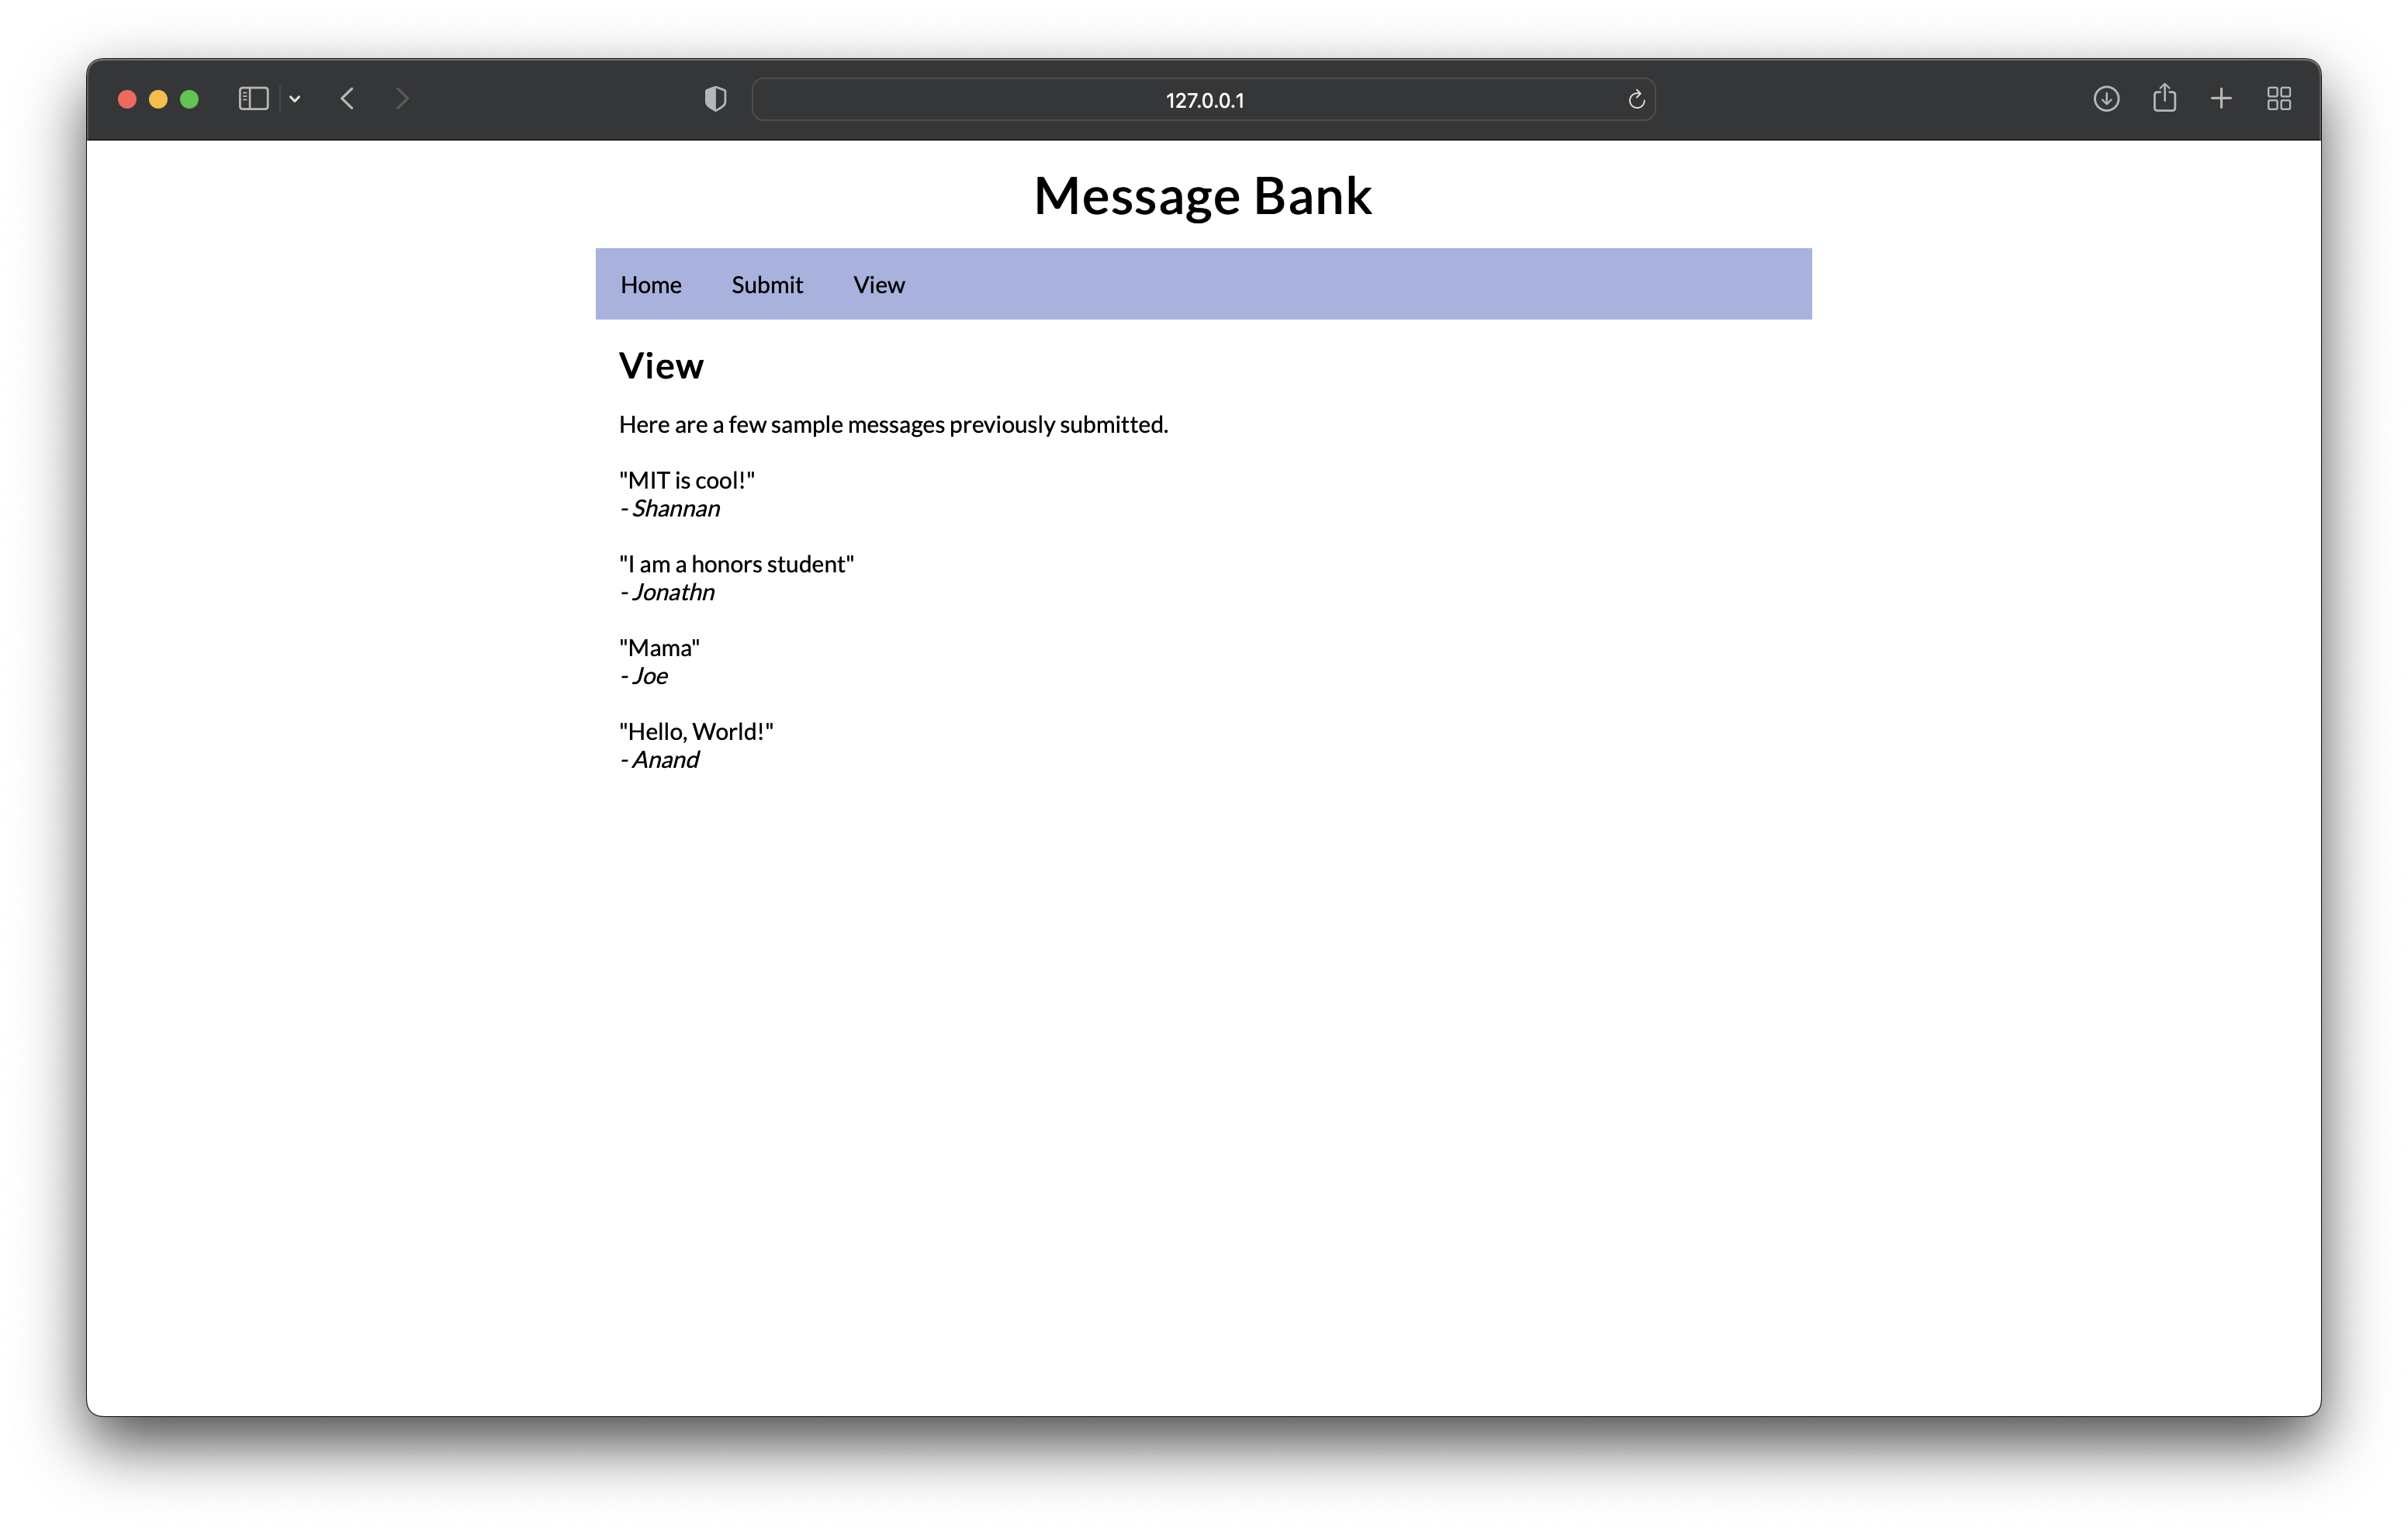 127.0.0.1
Message Bank
Home Submit View
View
Here are a few sample messages previously submitted.
"MIT is cool!"
- Shannan
"I am a honors student"
- Jonathn
"Mama"
- Joe
"Hello, World!"
- Anand